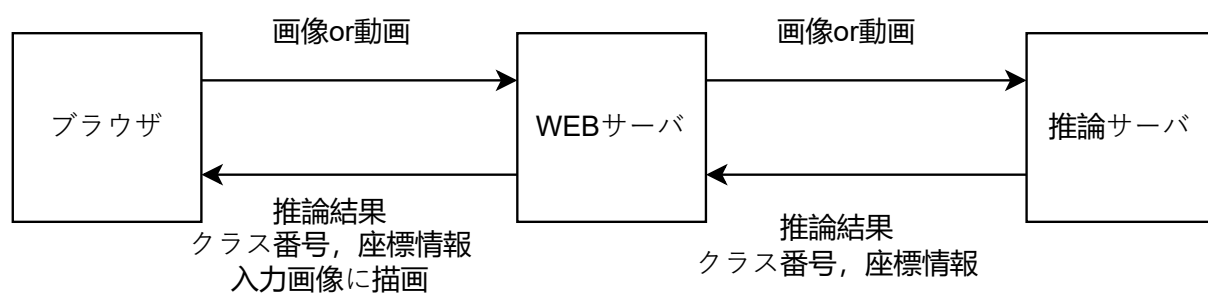 画像or動画
画像or動画
ブラウザ
WEBサーバ
推論サーバ
推論結果
クラス番号，座標情報
入力画像に描画
推論結果
クラス番号，座標情報